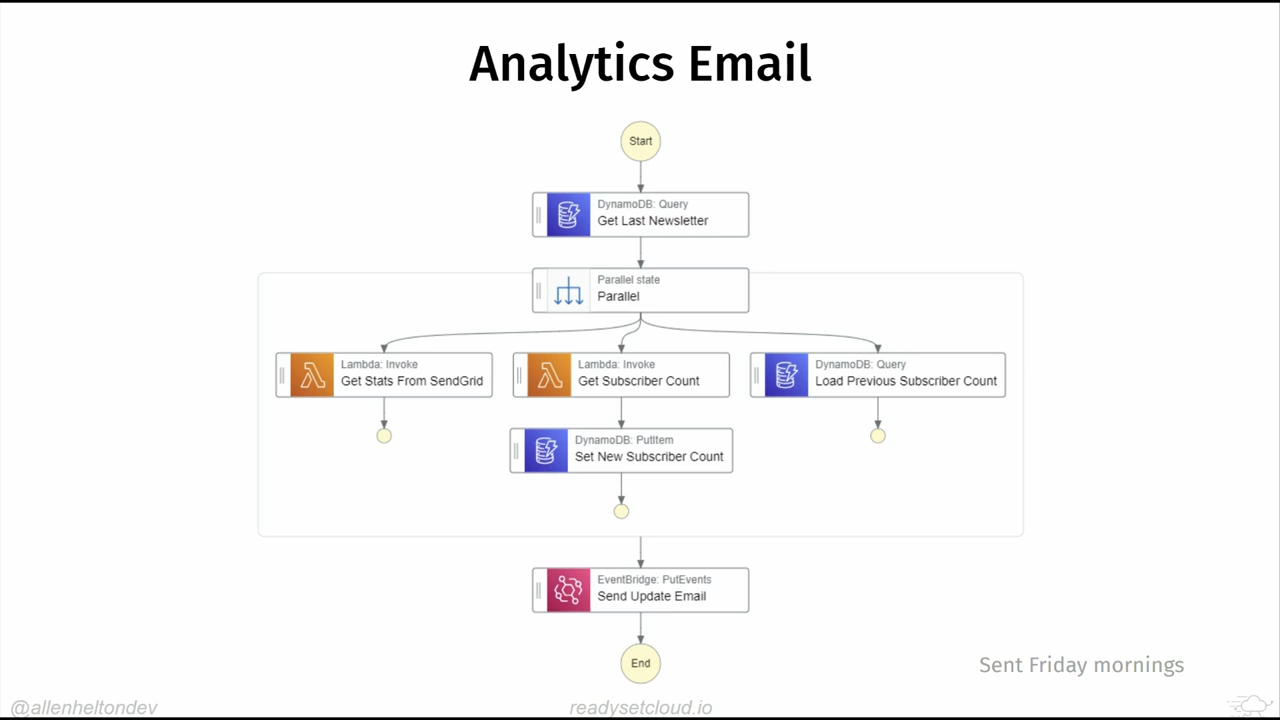 Analytics Email
Start
DynamoDB: Query
Get Last Newsletter
Parallel state
Parallel
Lambda: Invoke
Get Stats From SendGrid
Lambda: Invoke
Get Subscriber Count
DynamoDB: Query
Load Previous Subscriber Count
DynamoDB: PutItem
Set New Subscriber Count
EventBridge: PutEvents
Send Update Email
End
Sent Friday mornings
@allenheltondev
readysetcloud.io